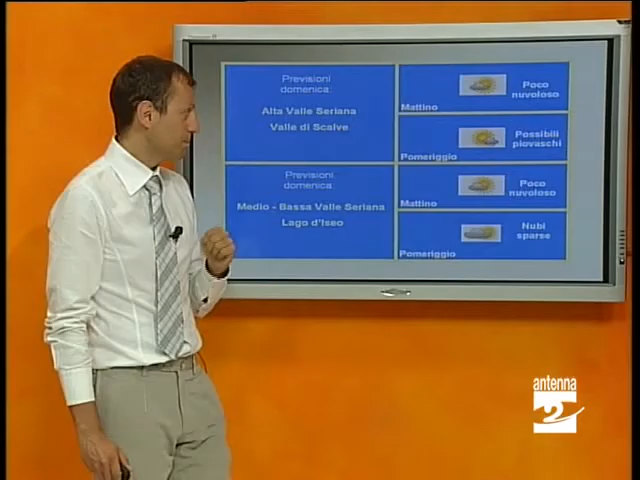 Previsioni
domenica:
Alta Valle Seriana
Valle di Scalve
Mattino
Poco
nuvoloso
Pomeriggio
Possibili
piovaschi
Previsioni
domenica:
Medio - Bassa Valle Seriana
Lago d'Iseo
Mattino
Poco
nuvoloso
Pomeriggio
Nubi
sparse
antenna
2